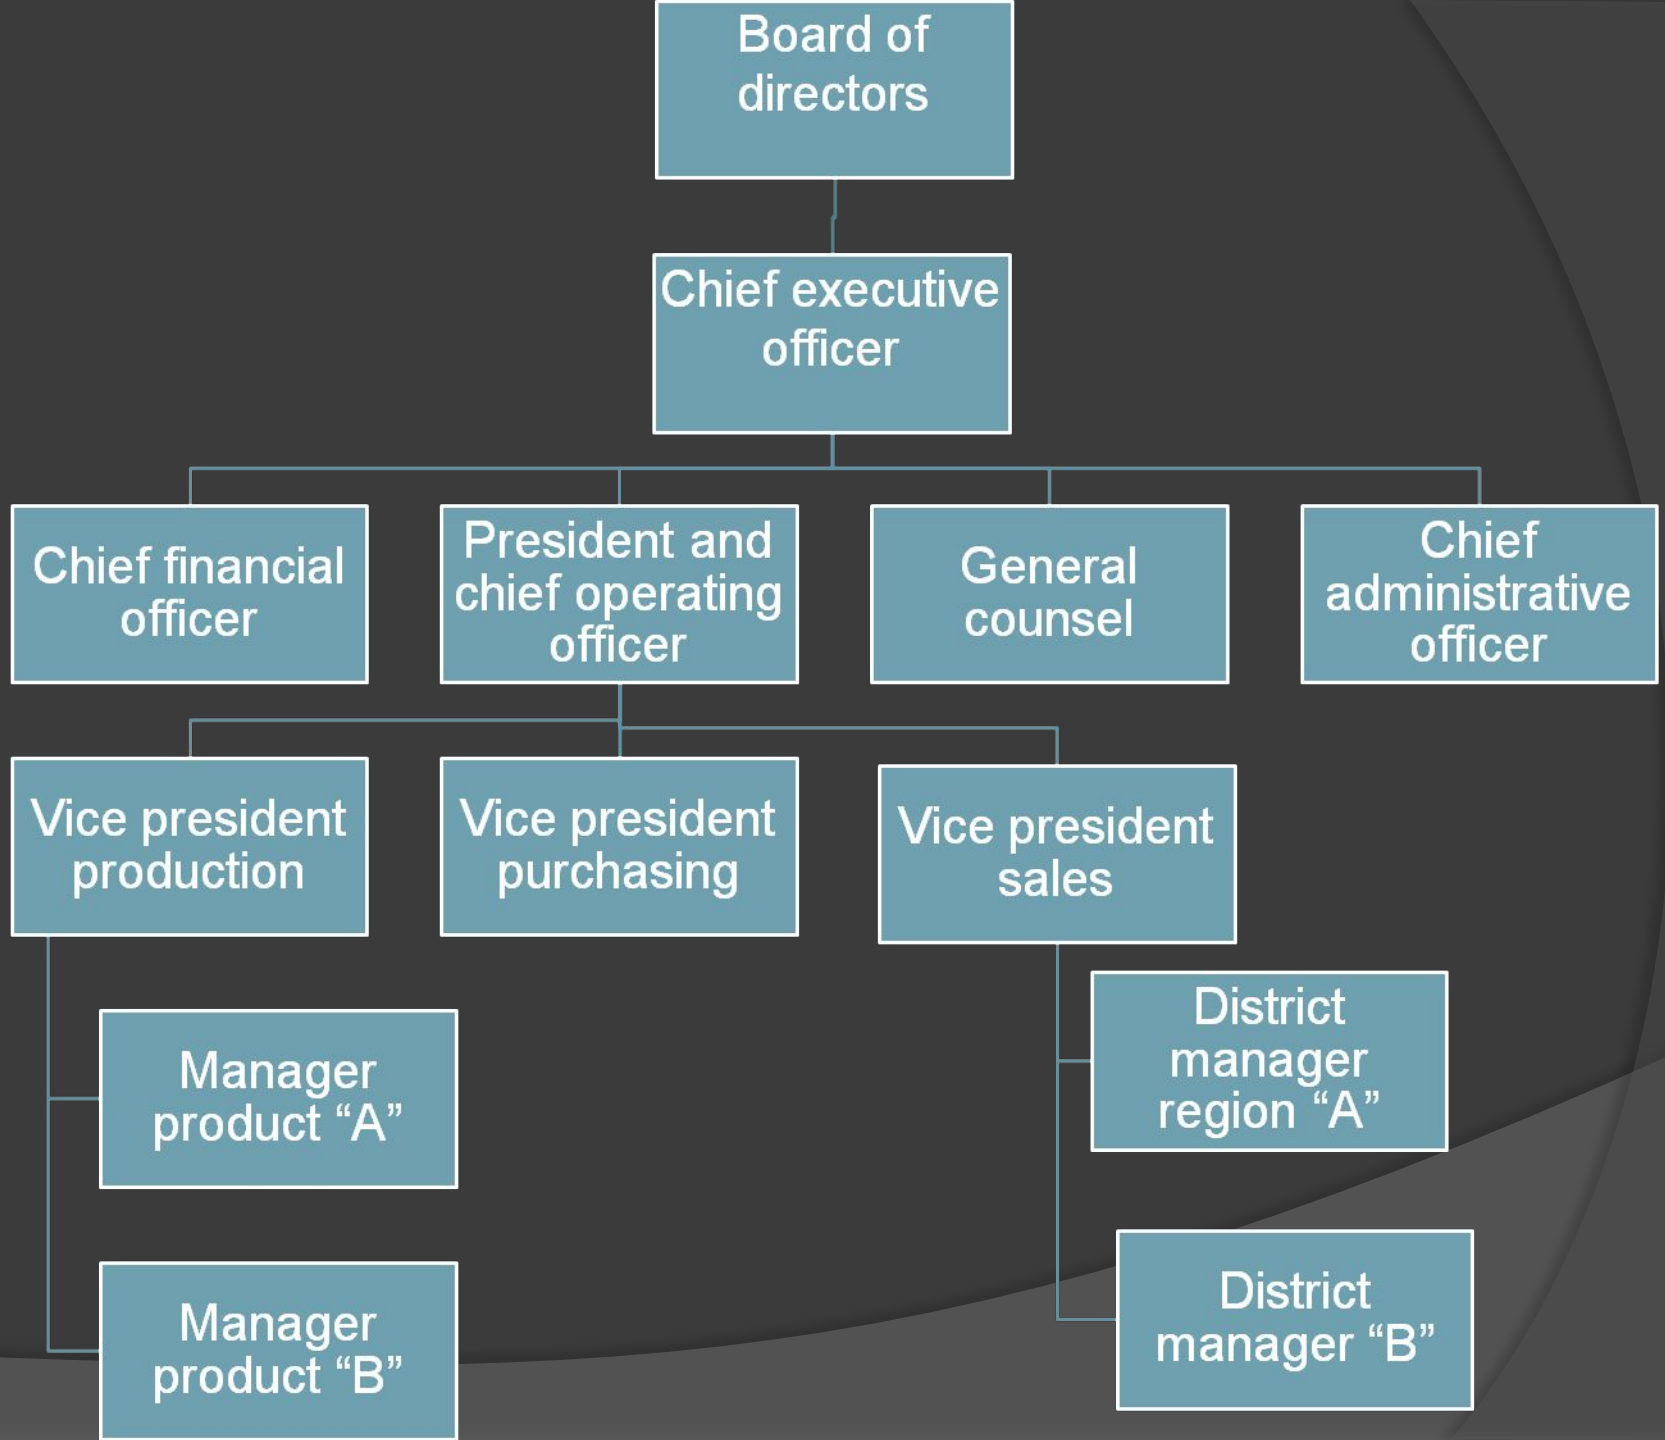 Board of
directors
Chief executive
officer
Chief financial
officer
President and
chief operating
officer
General
counsel
Chief
administrative
officer
Vice president
production
Vice president
purchasing
Vice president
sales
Manager
product “A”
Manager
product “B”
District
manager
region “A”
District
manager “B”